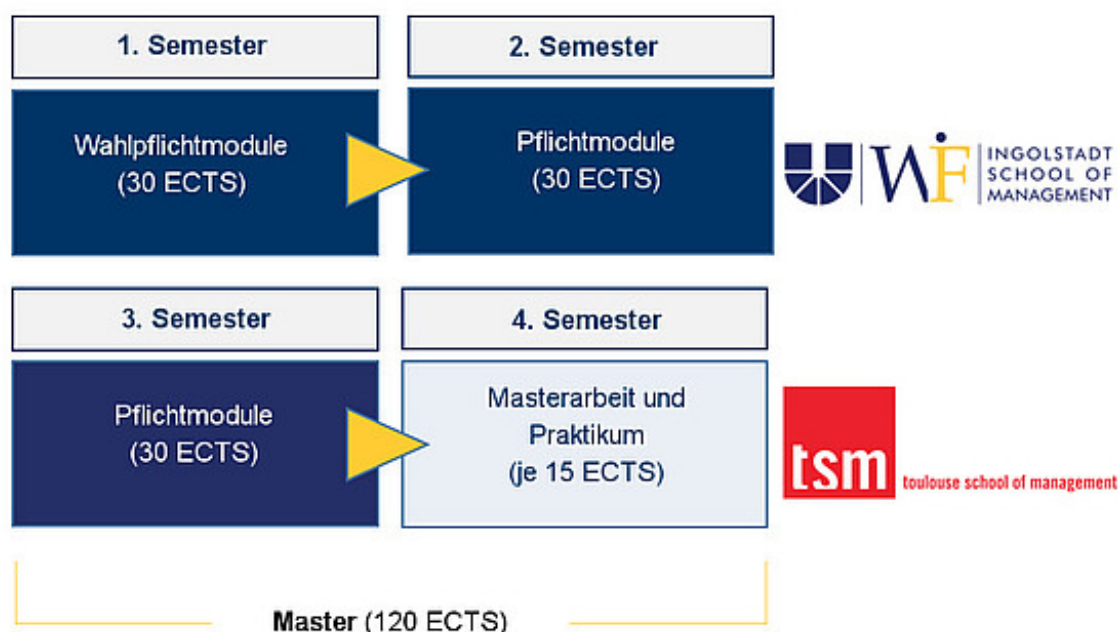 1. Semester
2. Semester
Wahlpflichtmodule
(30 ECTS)
Pflichtmodule
(30 ECTS)
WFI
INGOLSTADT
SCHOOL OF
MANAGEMENT
3. Semester
4. Semester
Pflichtmodule
(30 ECTS)
Masterarbeit und
Praktikum
(je 15 ECTS)
tsm
toulouse school of management
Master (120 ECTS)